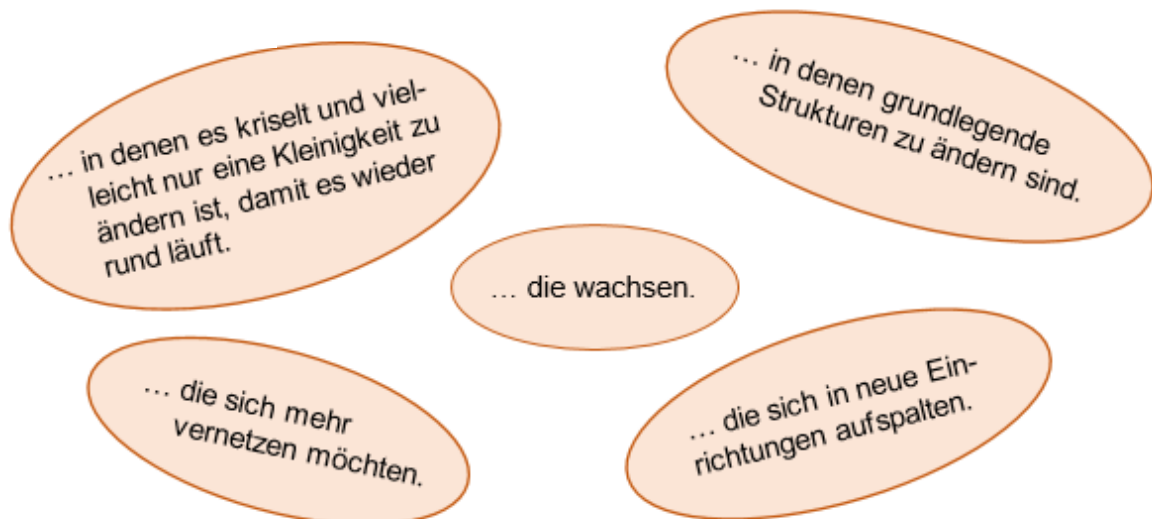 … in denen es kriselt und viel-
leicht nur eine Kleinigkeit zu
ändern ist, damit es wieder
rund läuft.
… in denen grundlegende
Strukturen zu ändern sind.
… die wachsen.
… die sich mehr
vernetzen möchten.
… die sich in neue Ein-
richtungen aufspalten.